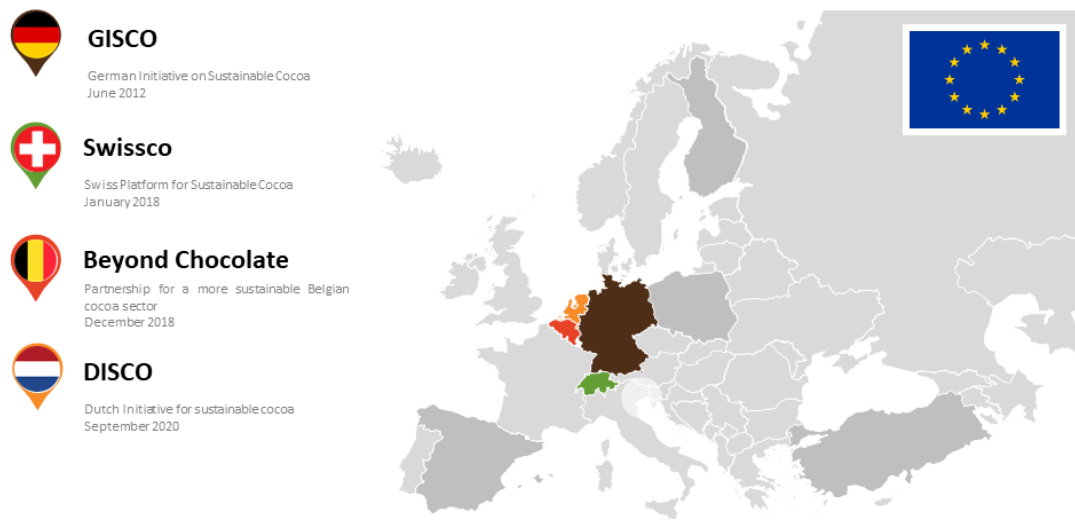 GISCO
German Initiative on Sustainable Cocoa
June 2012
Swissco
Swiss Platform for Sustainable Cocoa
January 2018
Beyond Chocolate
Partnership for a more sustainable Belgian
cocoa sector
December 2018
DISCO
Dutch Initiative for sustainable cocoa
September 2020